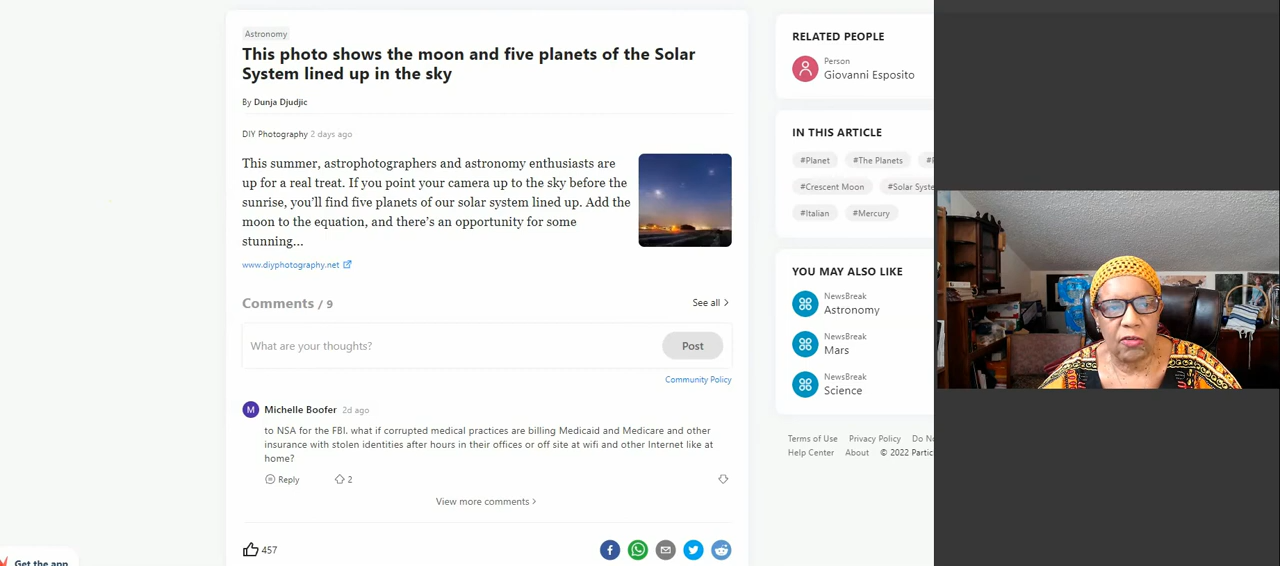 Astronomy
This photo shows the moon and five planets of the Solar
System lined up in the sky
By Dunja Djudjic
DIY Photography 2 days ago
This summer, astrophotographers and astronomy enthusiasts are
up for a real treat. If you point your camera up to the sky before the
sunrise, you'll find five planets of our solar system lined up. Add the
moon to the equation, and there's an opportunity for some
stunning...
www.diyphotography.net
Comments / 9
See all
What are your thoughts?
Post
Community Policy
M Michelle Boofer 2d ago
to NSA for the FBI. what if corrupted medical practices are billing Medicaid and Medicare and other
insurance with stolen identities after hours in their offices or off site at wifi and other Internet like at
home?
Reply 2
View more comments
457
Get the app
RELATED PEOPLE
Person
Giovanni Esposito
IN THIS ARTICLE
#Planet #The Planets
#Crescent Moon #Solar Syste
#Italian #Mercury
YOU MAY ALSO LIKE
NewsBreak
Astronomy
NewsBreak
Mars
NewsBreak
Science
Terms of Use Privacy Policy Do No
Help Center About © 2022 Partic